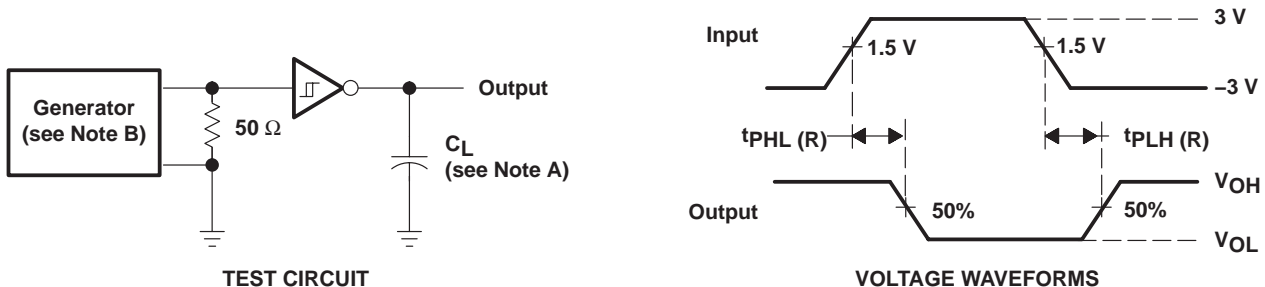 Generator
(see Note B)
50 Ω
Output
CL
(see Note A)
TEST CIRCUIT
Input
3 V
1.5 V
1.5 V
–3 V
tPHL (R)
tPLH (R)
Output
50%
50%
VOH
VOL
VOLTAGE WAVEFORMS